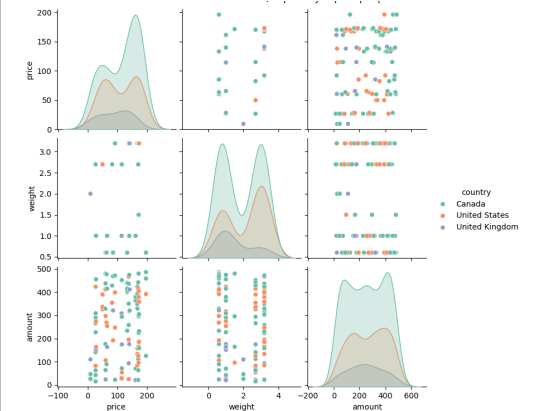 200
150
100
50
0
price
3.0
2.5
2.0
1.5
1.0
0.5
weight
country
Canada
United States
United Kingdom
500
400
300
200
100
0
amount
−100 0 100 200
price
0 2 4
weight
−200 0 200 400 600
amount